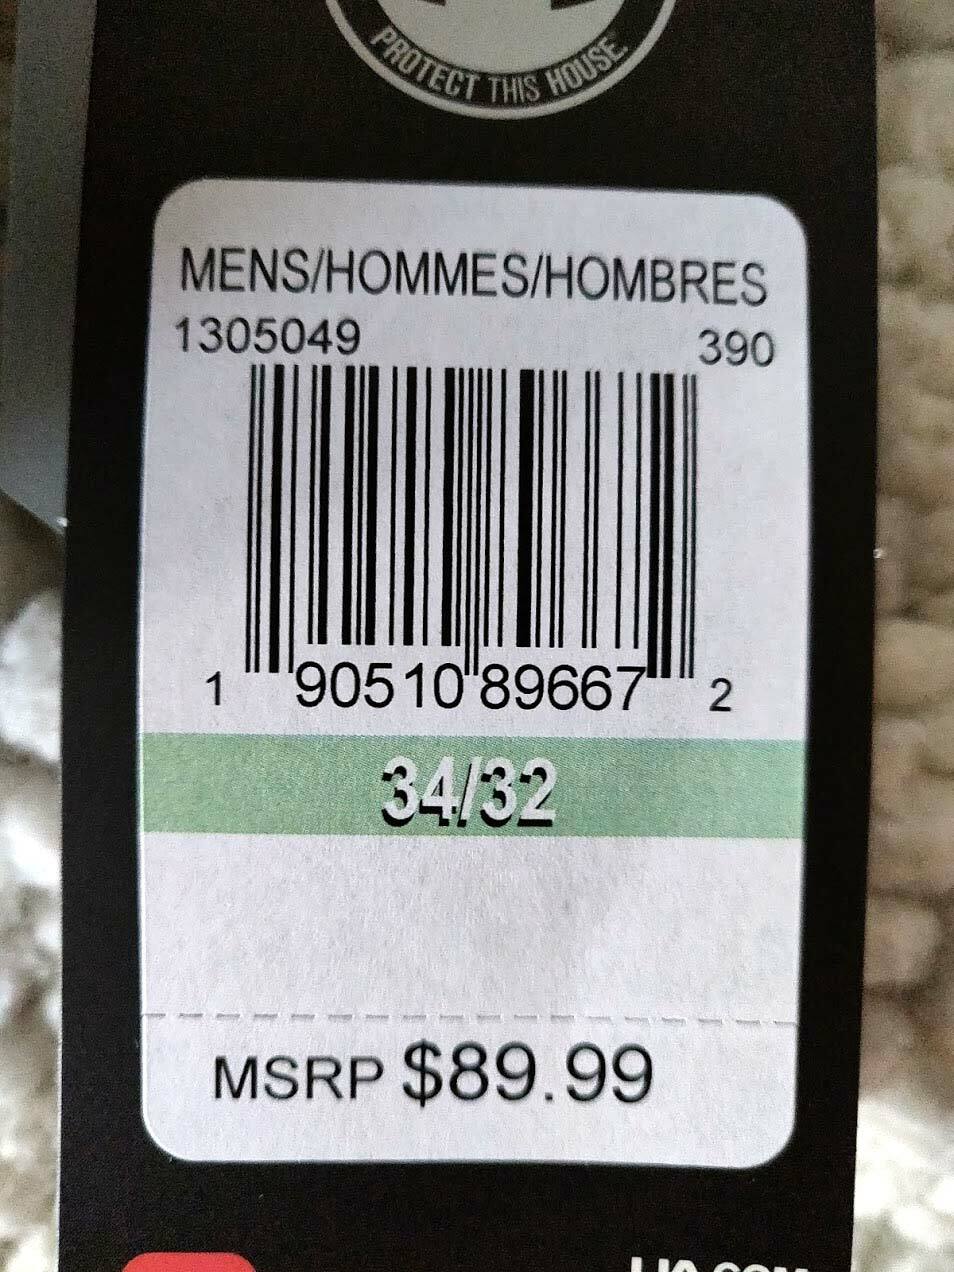 PROTECT THIS HOUSE
MENS/HOMMES/HOMBRES
1305049 390
1 90510 89667 2
34/32
MSRP $89.99